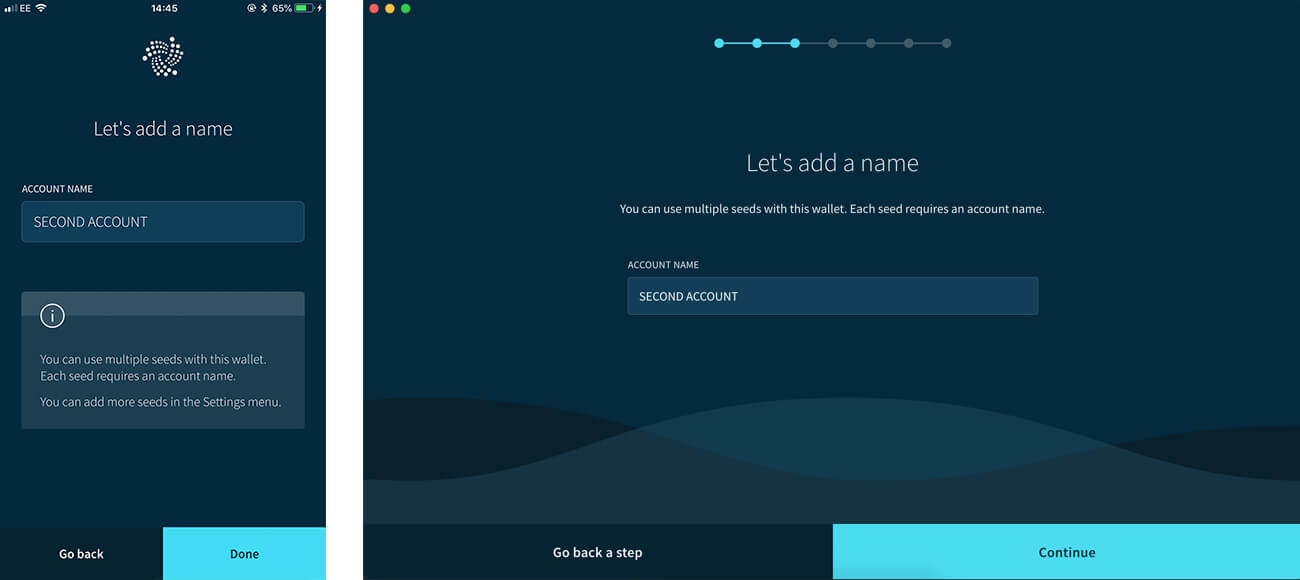 EE 14:45 65%
Let's add a name
ACCOUNT NAME
SECOND ACCOUNT
i
You can use multiple seeds with this wallet.
Each seed requires an account name.
You can add more seeds in the Settings menu.
Go back Done
Let's add a name
You can use multiple seeds with this wallet. Each seed requires an account name.
ACCOUNT NAME
SECOND ACCOUNT
Go back a step Continue